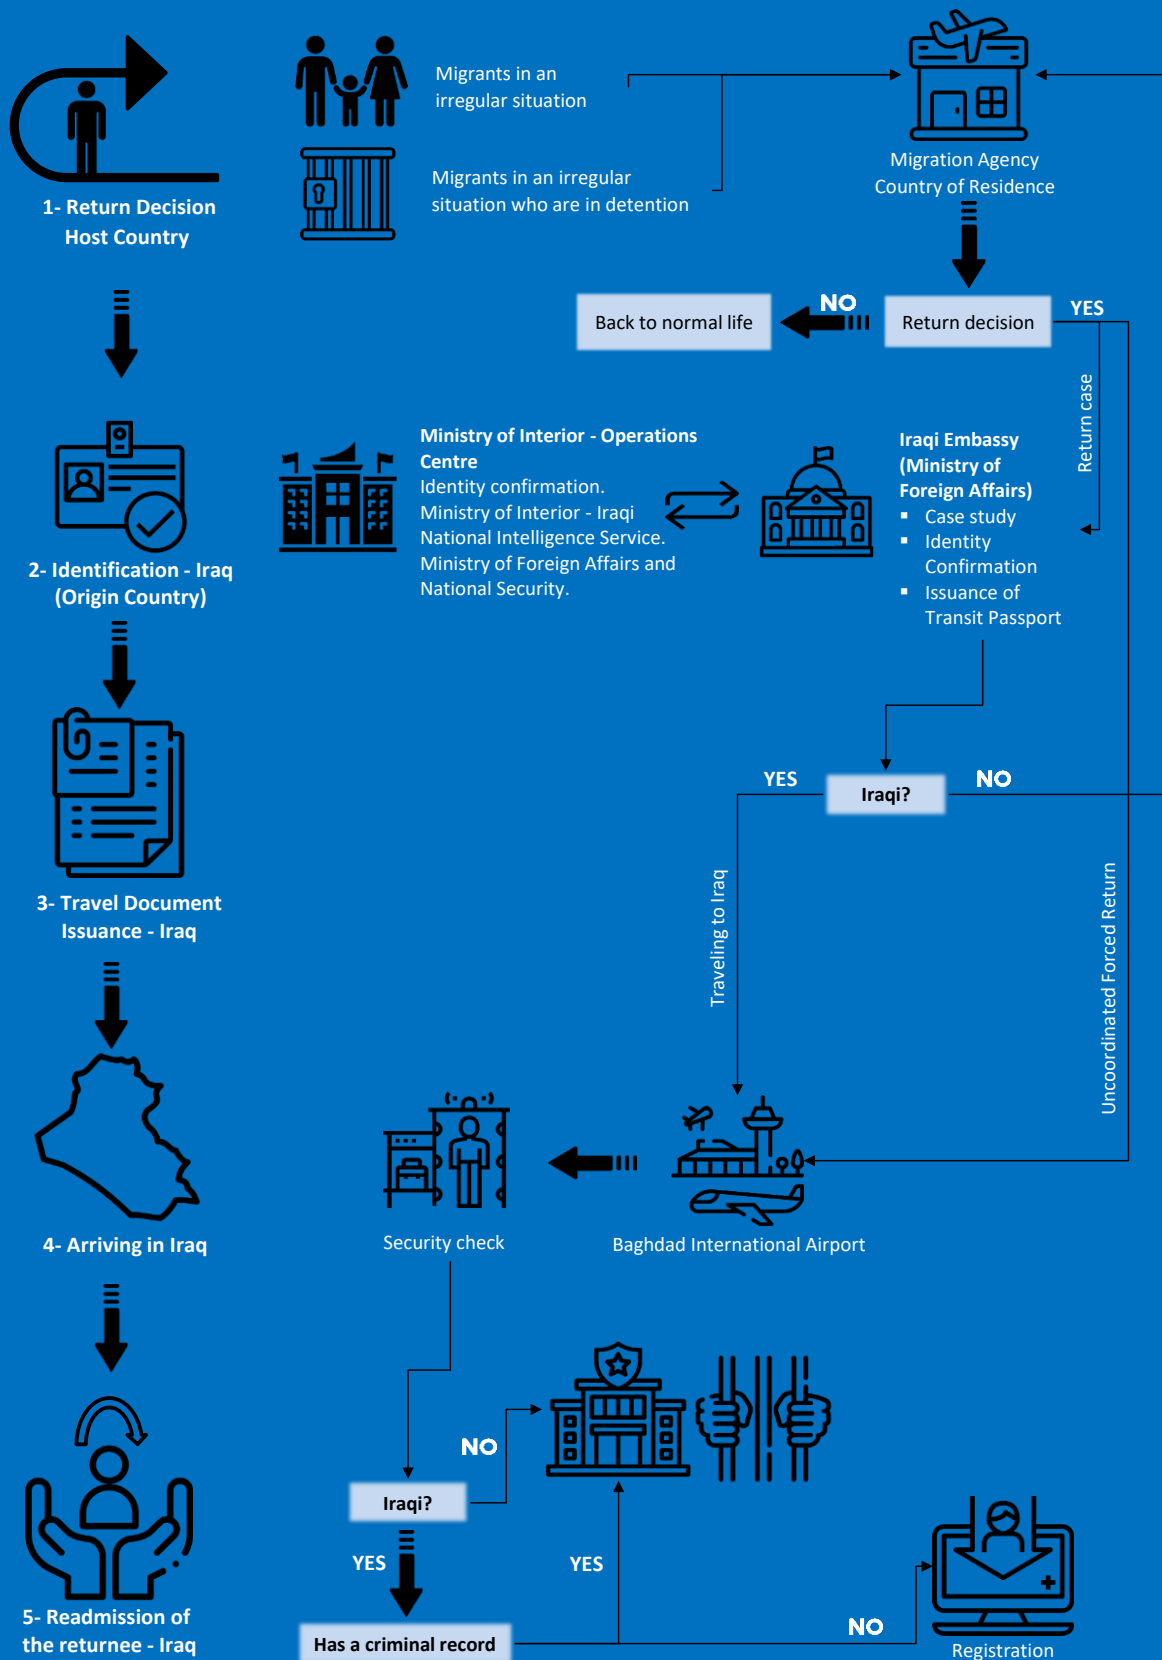 Migrants in an
irregular situation
Migrants in an irregular
situation who are in detention
Migration Agency
Country of Residence
1- Return Decision
Host Country
Back to normal life
NO
Return decision
YES
Return case
Ministry of Interior - Operations
Centre
Identity confirmation.
Ministry of Interior - Iraqi
National Intelligence Service.
Ministry of Foreign Affairs and
National Security.
Iraqi Embassy
(Ministry of
Foreign Affairs)
▪ Case study
▪ Identity
Confirmation
▪ Issuance of
Transit Passport
2- Identification - Iraq
(Origin Country)
YES
Iraqi?
NO
3- Travel Document
Issuance - Iraq
Traveling to Iraq
Uncoordinated Forced Return
4- Arriving in Iraq
Security check
Baghdad International Airport
NO
Iraqi?
YES
YES
5- Readmission of
the returnee - Iraq
Has a criminal record
NO
Registration